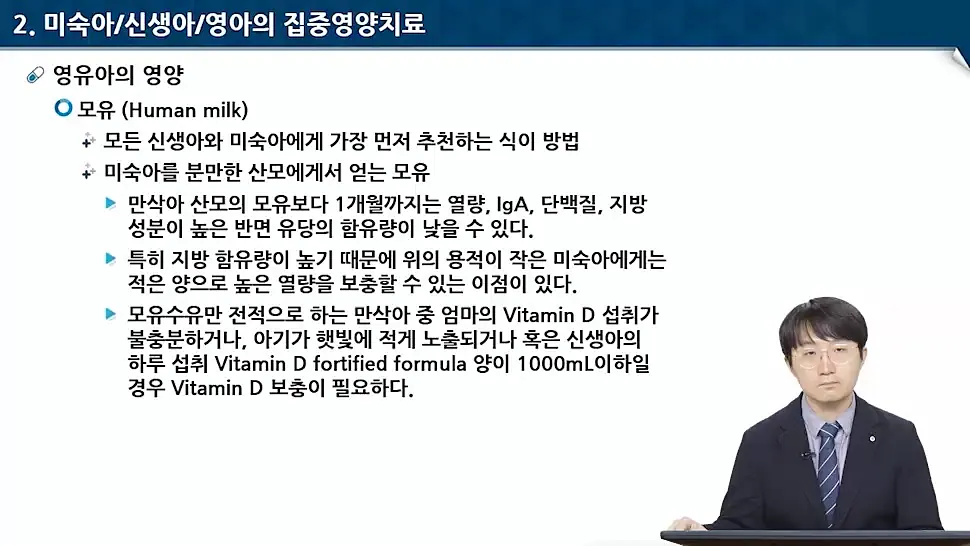 2. 미숙아/신생아/영아의 집중영양치료
영유아의 영양
모유 (Human milk)
모든 신생아와 미숙아에게 가장 먼저 추천하는 식이 방법
미숙아를 분만한 산모에게서 얻는 모유
만삭아 산모의 모유보다 1개월까지는 열량, IgA, 단백질, 지방
성분이 높은 반면 유당의 함유량이 낮을 수 있다.
특히 지방 함유량이 높기 때문에 위의 용적이 작은 미숙아에게는
적은 양으로 높은 열량을 보충할 수 있는 이점이 있다.
모유수유만 전적으로 하는 만삭아 중 엄마의 Vitamin D 섭취가
불충분하거나, 아기가 햇빛에 적게 노출되거나 혹은 신생아의
하루 섭취 Vitamin D fortified formula 양이 1000mL이하일
경우 Vitamin D 보충이 필요하다.